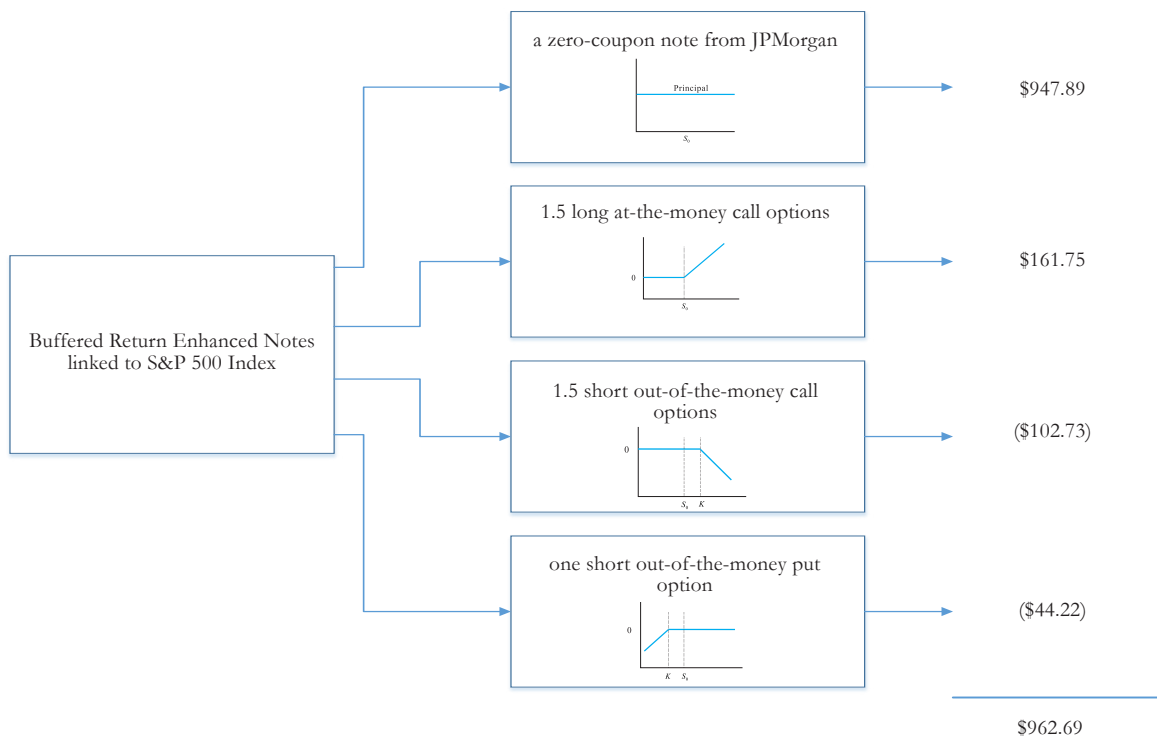 a zero-coupon note from JPMorgan
Principal
S₀
$947.89
1.5 long at-the-money call options
0
S₀
$161.75
Buffered Return Enhanced Notes
linked to S&P 500 Index
1.5 short out-of-the-money call
options
0
S₀ K
($102.73)
one short out-of-the-money put
option
0
K S₀
($44.22)
$962.69